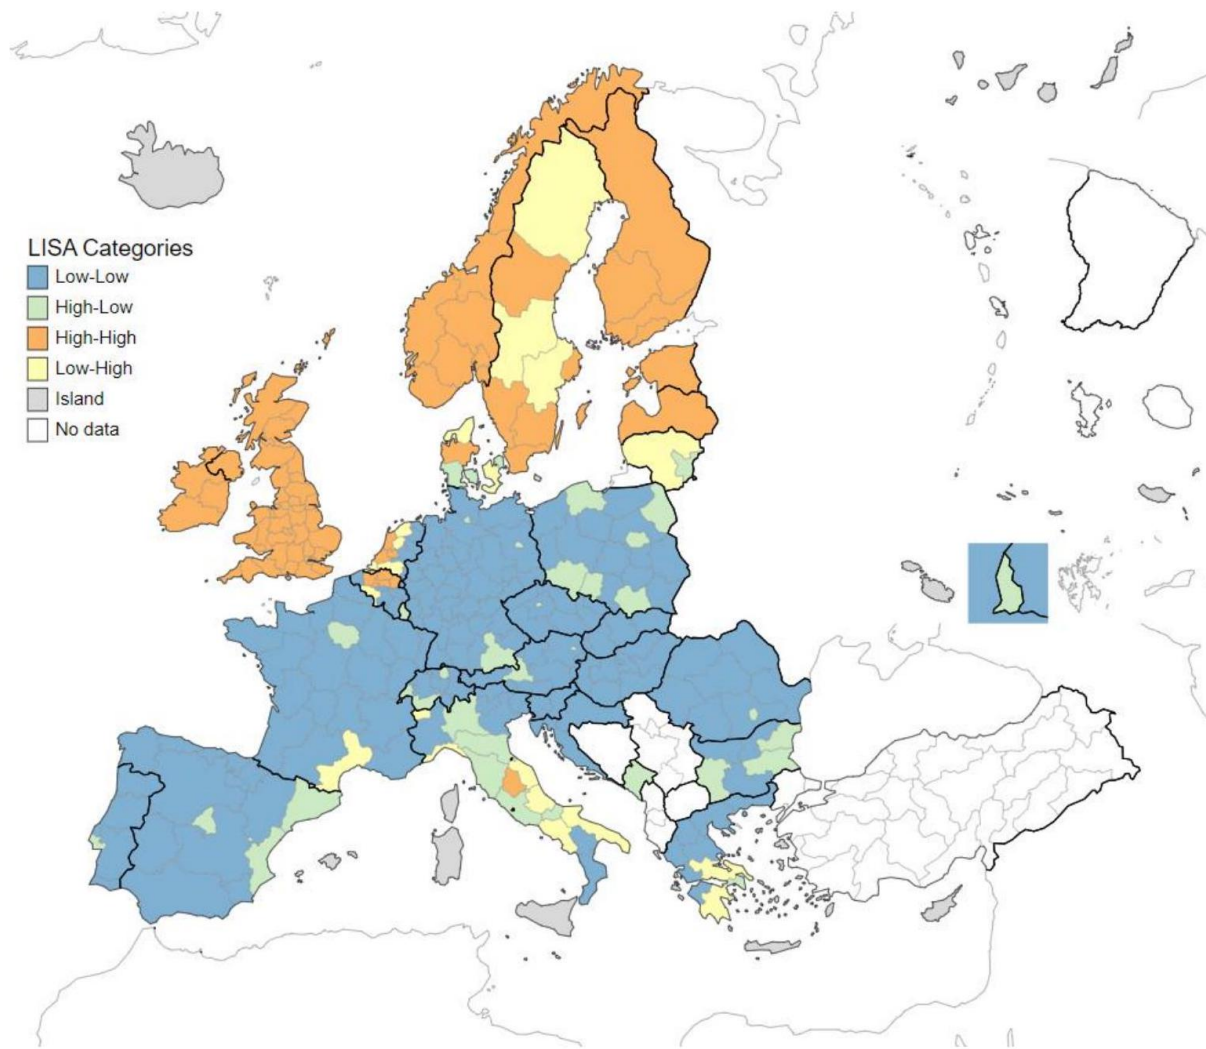 LISA Categories
Low-Low
High-Low
High-High
Low-High
Island
No data